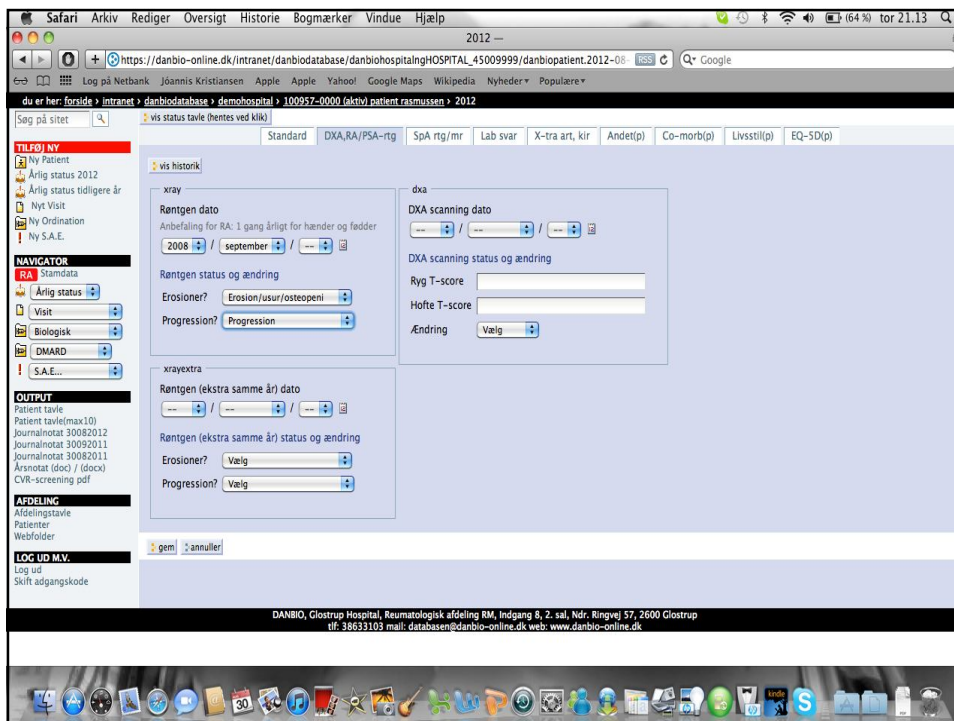 Safari Arkiv Rediger Oversigt Historie Bogmærker Vindue Hjælp (64 %) tor 21.13
2012 —
https://danbio-online.dk/intranet/danbiodatabase/danbiohospitalngHOSPITAL_45009999/danbiopatient.2012-08- RSS Google
Log på Netbank Jóannis Kristiansen Apple Apple Yahoo! Google Maps Wikipedia Nyheder Populære
du er her: forside › intranet › danbiodatabase › demohospital › 100957-0000 (aktiv) patient rasmussen › 2012
Søg på sitet
vis status tavle (hentes ved klik)
Standard DXA,RA/PSA-rtg SpA rtg/mr Lab svar X-tra art, kir Andet(p) Co-morb(p) Livsstil(p) EQ-5D(p)
TILFØJ NY
Ny Patient
Årlig status 2012
Årlig status tidligere år
Nyt Visit
Ny Ordination
Ny S.A.E.
NAVIGATOR
RA Stamdata
Årlig status
Visit
Biologisk
DMARD
S.A.E...
OUTPUT
Patient tavle
Patient tavle(max10)
Journalnotat 30082012
Journalnotat 30092011
Journalnotat 30082011
Årsnotat (doc) / (docx)
CVR-screening pdf
AFDELING
Afdelingstavle
Patienter
Webfolder
LOG UD M.V.
Log ud
Skift adgangskode
vis historik
xray
Røntgen dato
Anbefaling for RA: 1 gang årligt for hænder og fødder
2008 / september / --
Røntgen status og ændring
Erosioner? Erosion/usur/osteopeni
Progression? Progression
dxa
DXA scanning dato
-- / -- / --
DXA scanning status og ændring
Ryg T-score
Hofte T-score
Ændring Vælg
xrayextra
Røntgen (ekstra samme år) dato
-- / -- / --
Røntgen (ekstra samme år) status og ændring
Erosioner? Vælg
Progression? Vælg
gem annuller
DANBIO, Glostrup Hospital, Reumatologisk afdeling RM, Indgang 8, 2. sal, Ndr. Ringvej 57, 2600 Glostrup
tlf: 38633103 mail: databasen@danbio-online.dk web: www.danbio-online.dk
30
kindle